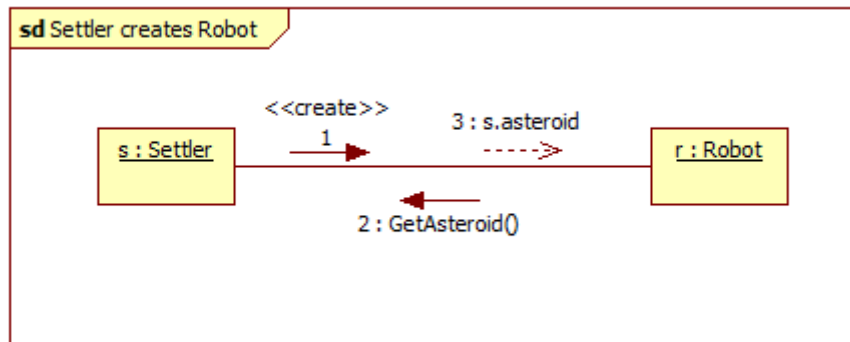 sd Settler creates Robot
<<create>>
1
3 : s.asteroid
s : Settler
r : Robot
2 : GetAsteroid()